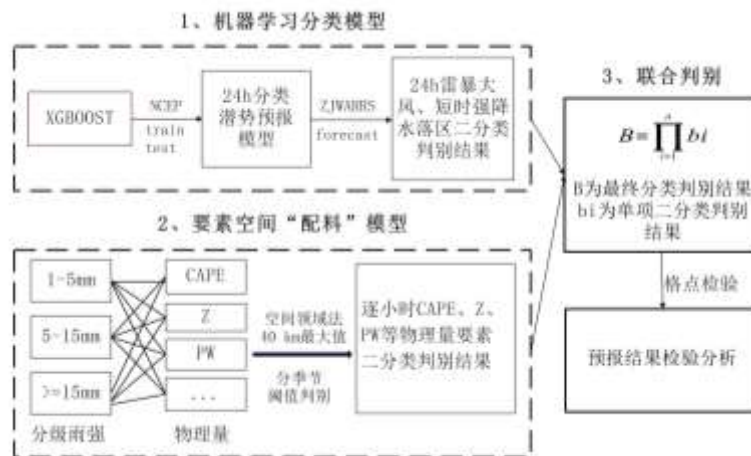 1、机器学习分类模型
XGBOOST
NCEP
train
test
24h分类
潜势预报
模型
ZJWARRS
forecast
24h雷暴大
风、短时强降
水落区二分类
判别结果
2、要素空间“配料”模型
1-5mm
5-15mm
>=15mm
分级雨强
CAPE
Z
PW
...
物理量
空间领域法
40 km最大值
分季节
阈值判别
逐小时CAPE、Z、
PW等物理量要素
二分类判别结果
3、联合判别
B=∏bi
n
i=1
B为最终分类判别结果
bi为单项二分类判别
结果
格点检验
预报结果检验分析